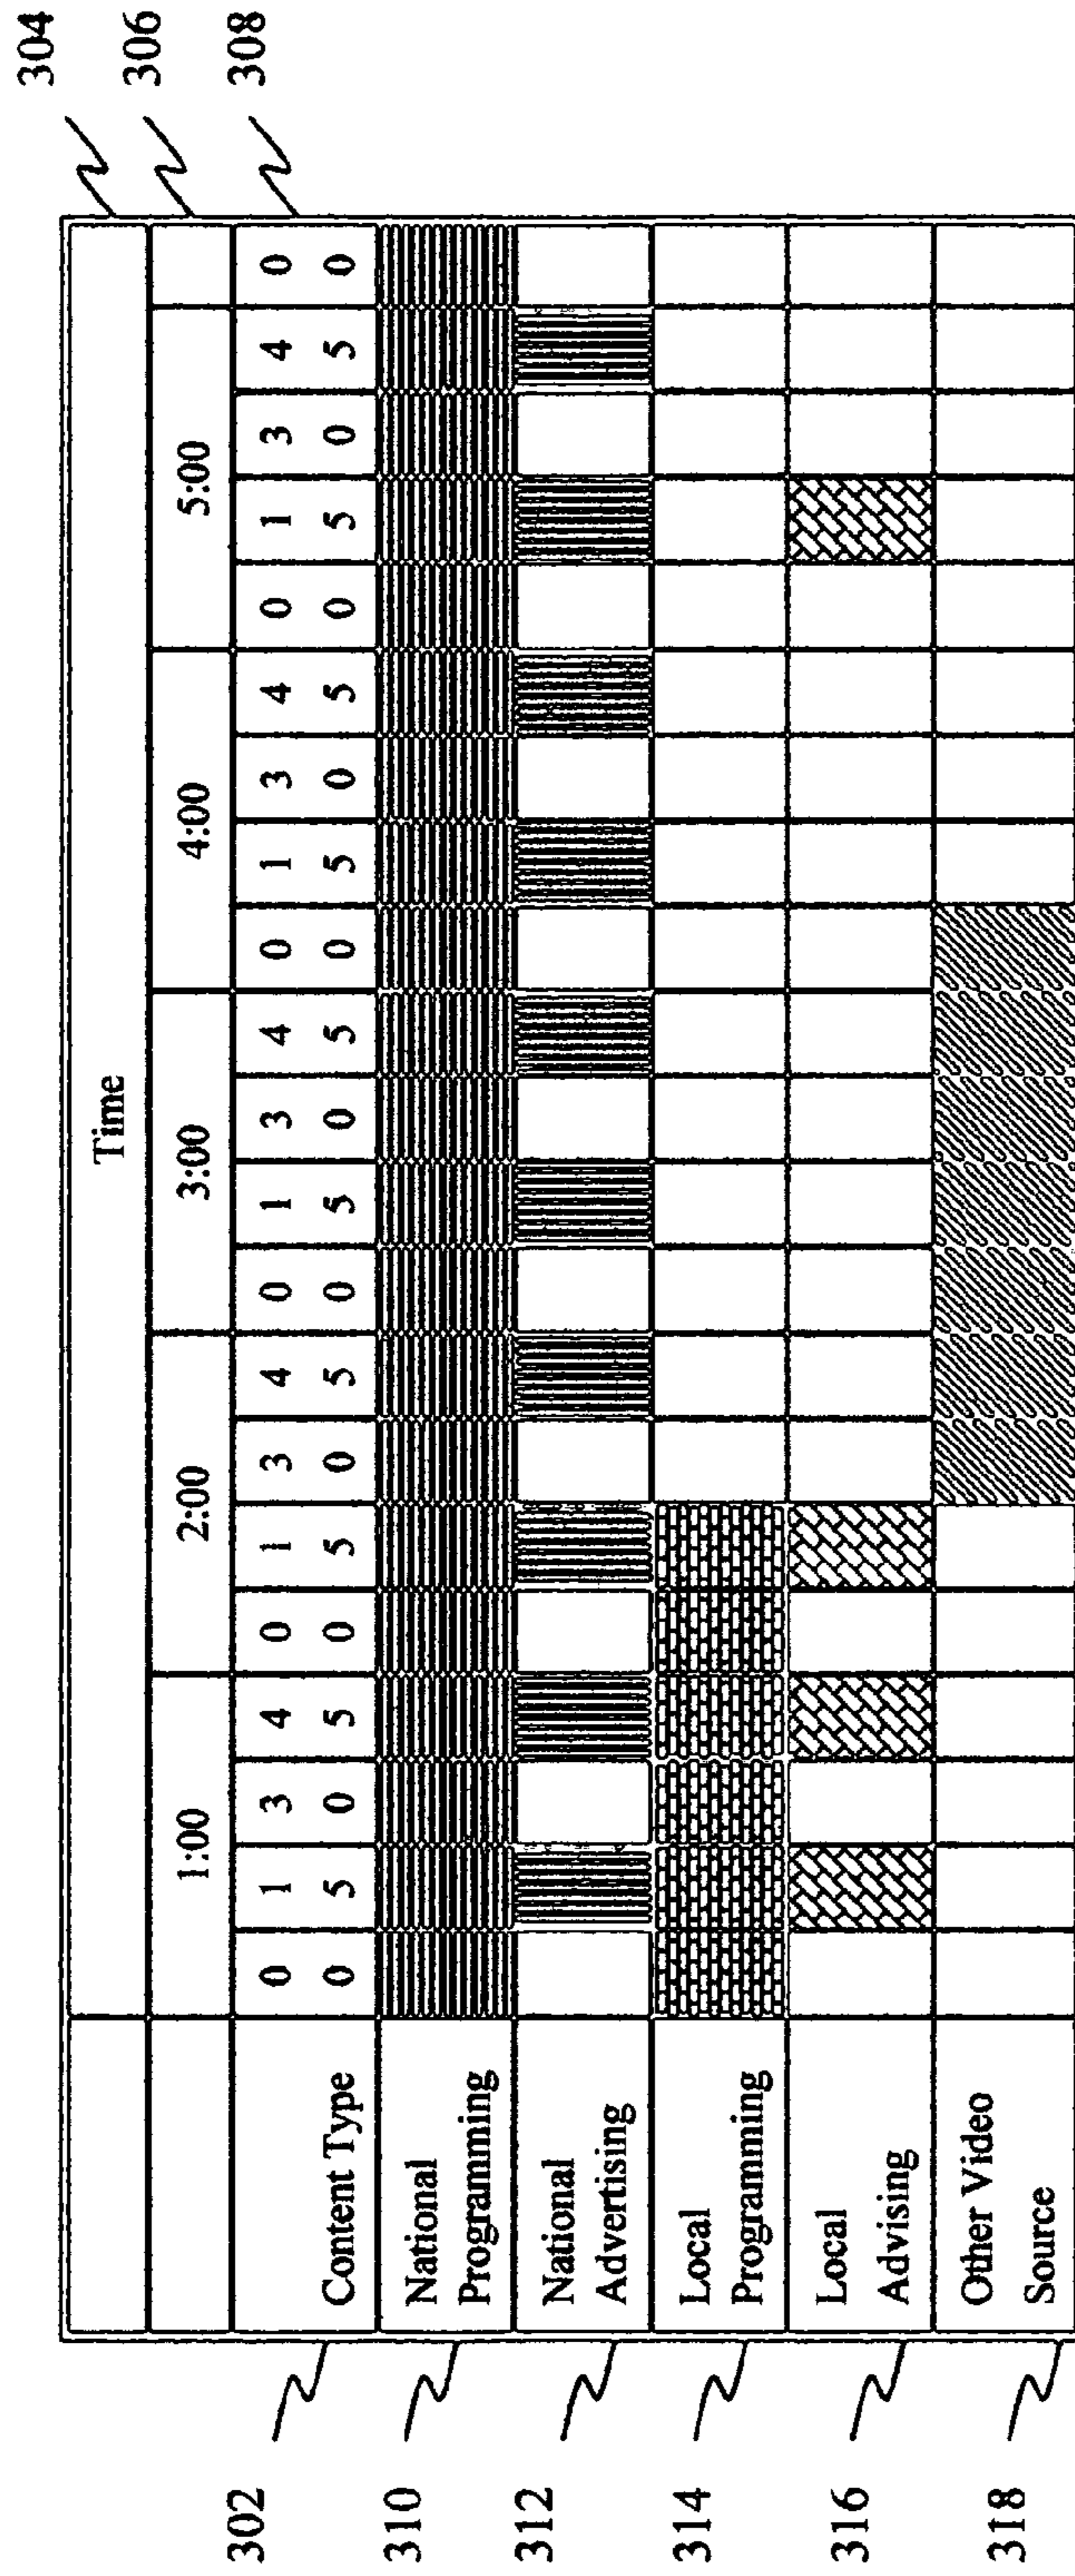 304
306
308
Time
1:00 2:00 3:00 4:00 5:00
0 1 3 4 0 1 3 4 0 1 3 4 0 1 3 4 0 1 3 4 0
0 5 0 5 0 5 0 5 0 5 0 5 0 5 0 5 0 5 0 5 0
302
Content Type
310
National
Programming
312
National
Advertising
314
Local
Programming
316
Local
Advising
318
Other Video
Source